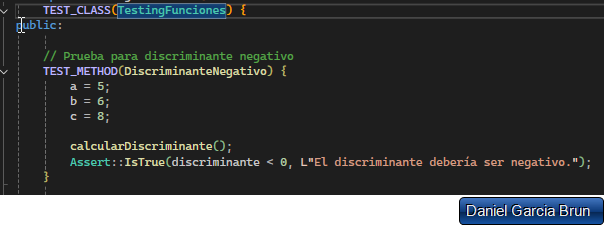 TEST_CLASS(TestingFunciones) {
public:
// Prueba para discriminante negativo
TEST_METHOD(DiscriminanteNegativo) {
a = 5;
b = 6;
c = 8;
calcularDiscriminante();
Assert::IsTrue(discriminante < 0, L"El discriminante debería ser negativo.");
}
Daniel García Brun